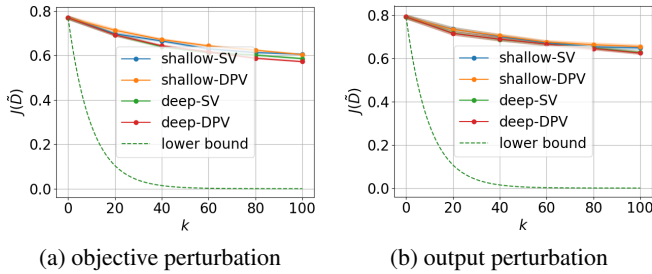 0.8
0.6
0.4
0.2
0.0
J(D̃)
shallow-SV
shallow-DPV
deep-SV
deep-DPV
lower bound
0 20 40 60 80 100
k
(a) objective perturbation
0.8
0.6
0.4
0.2
0.0
J(D̃)
shallow-SV
shallow-DPV
deep-SV
deep-DPV
lower bound
0 20 40 60 80 100
k
(b) output perturbation